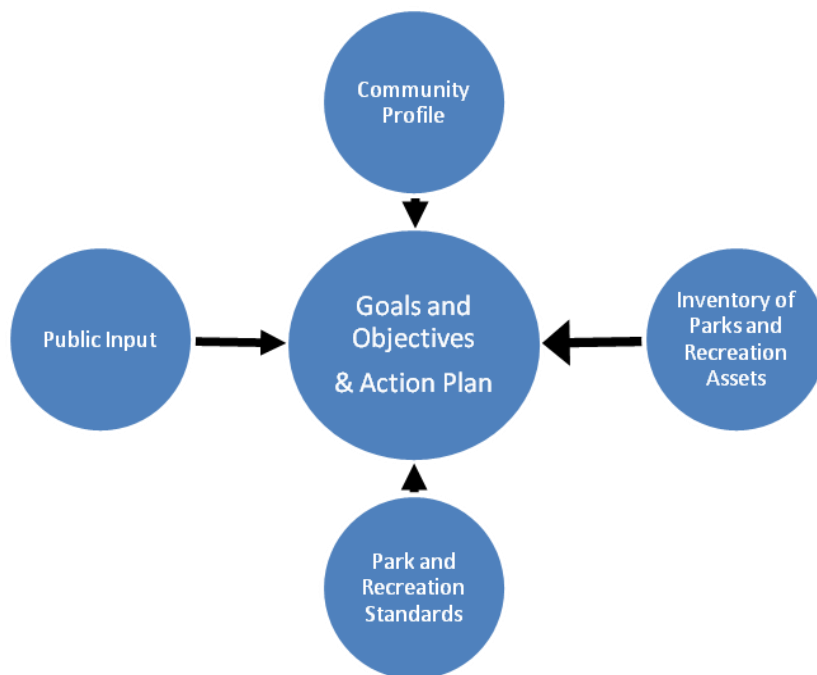 Community
Profile
Public Input
Goals and
Objectives
& Action Plan
Inventory of
Parks and
Recreation
Assets
Park and
Recreation
Standards